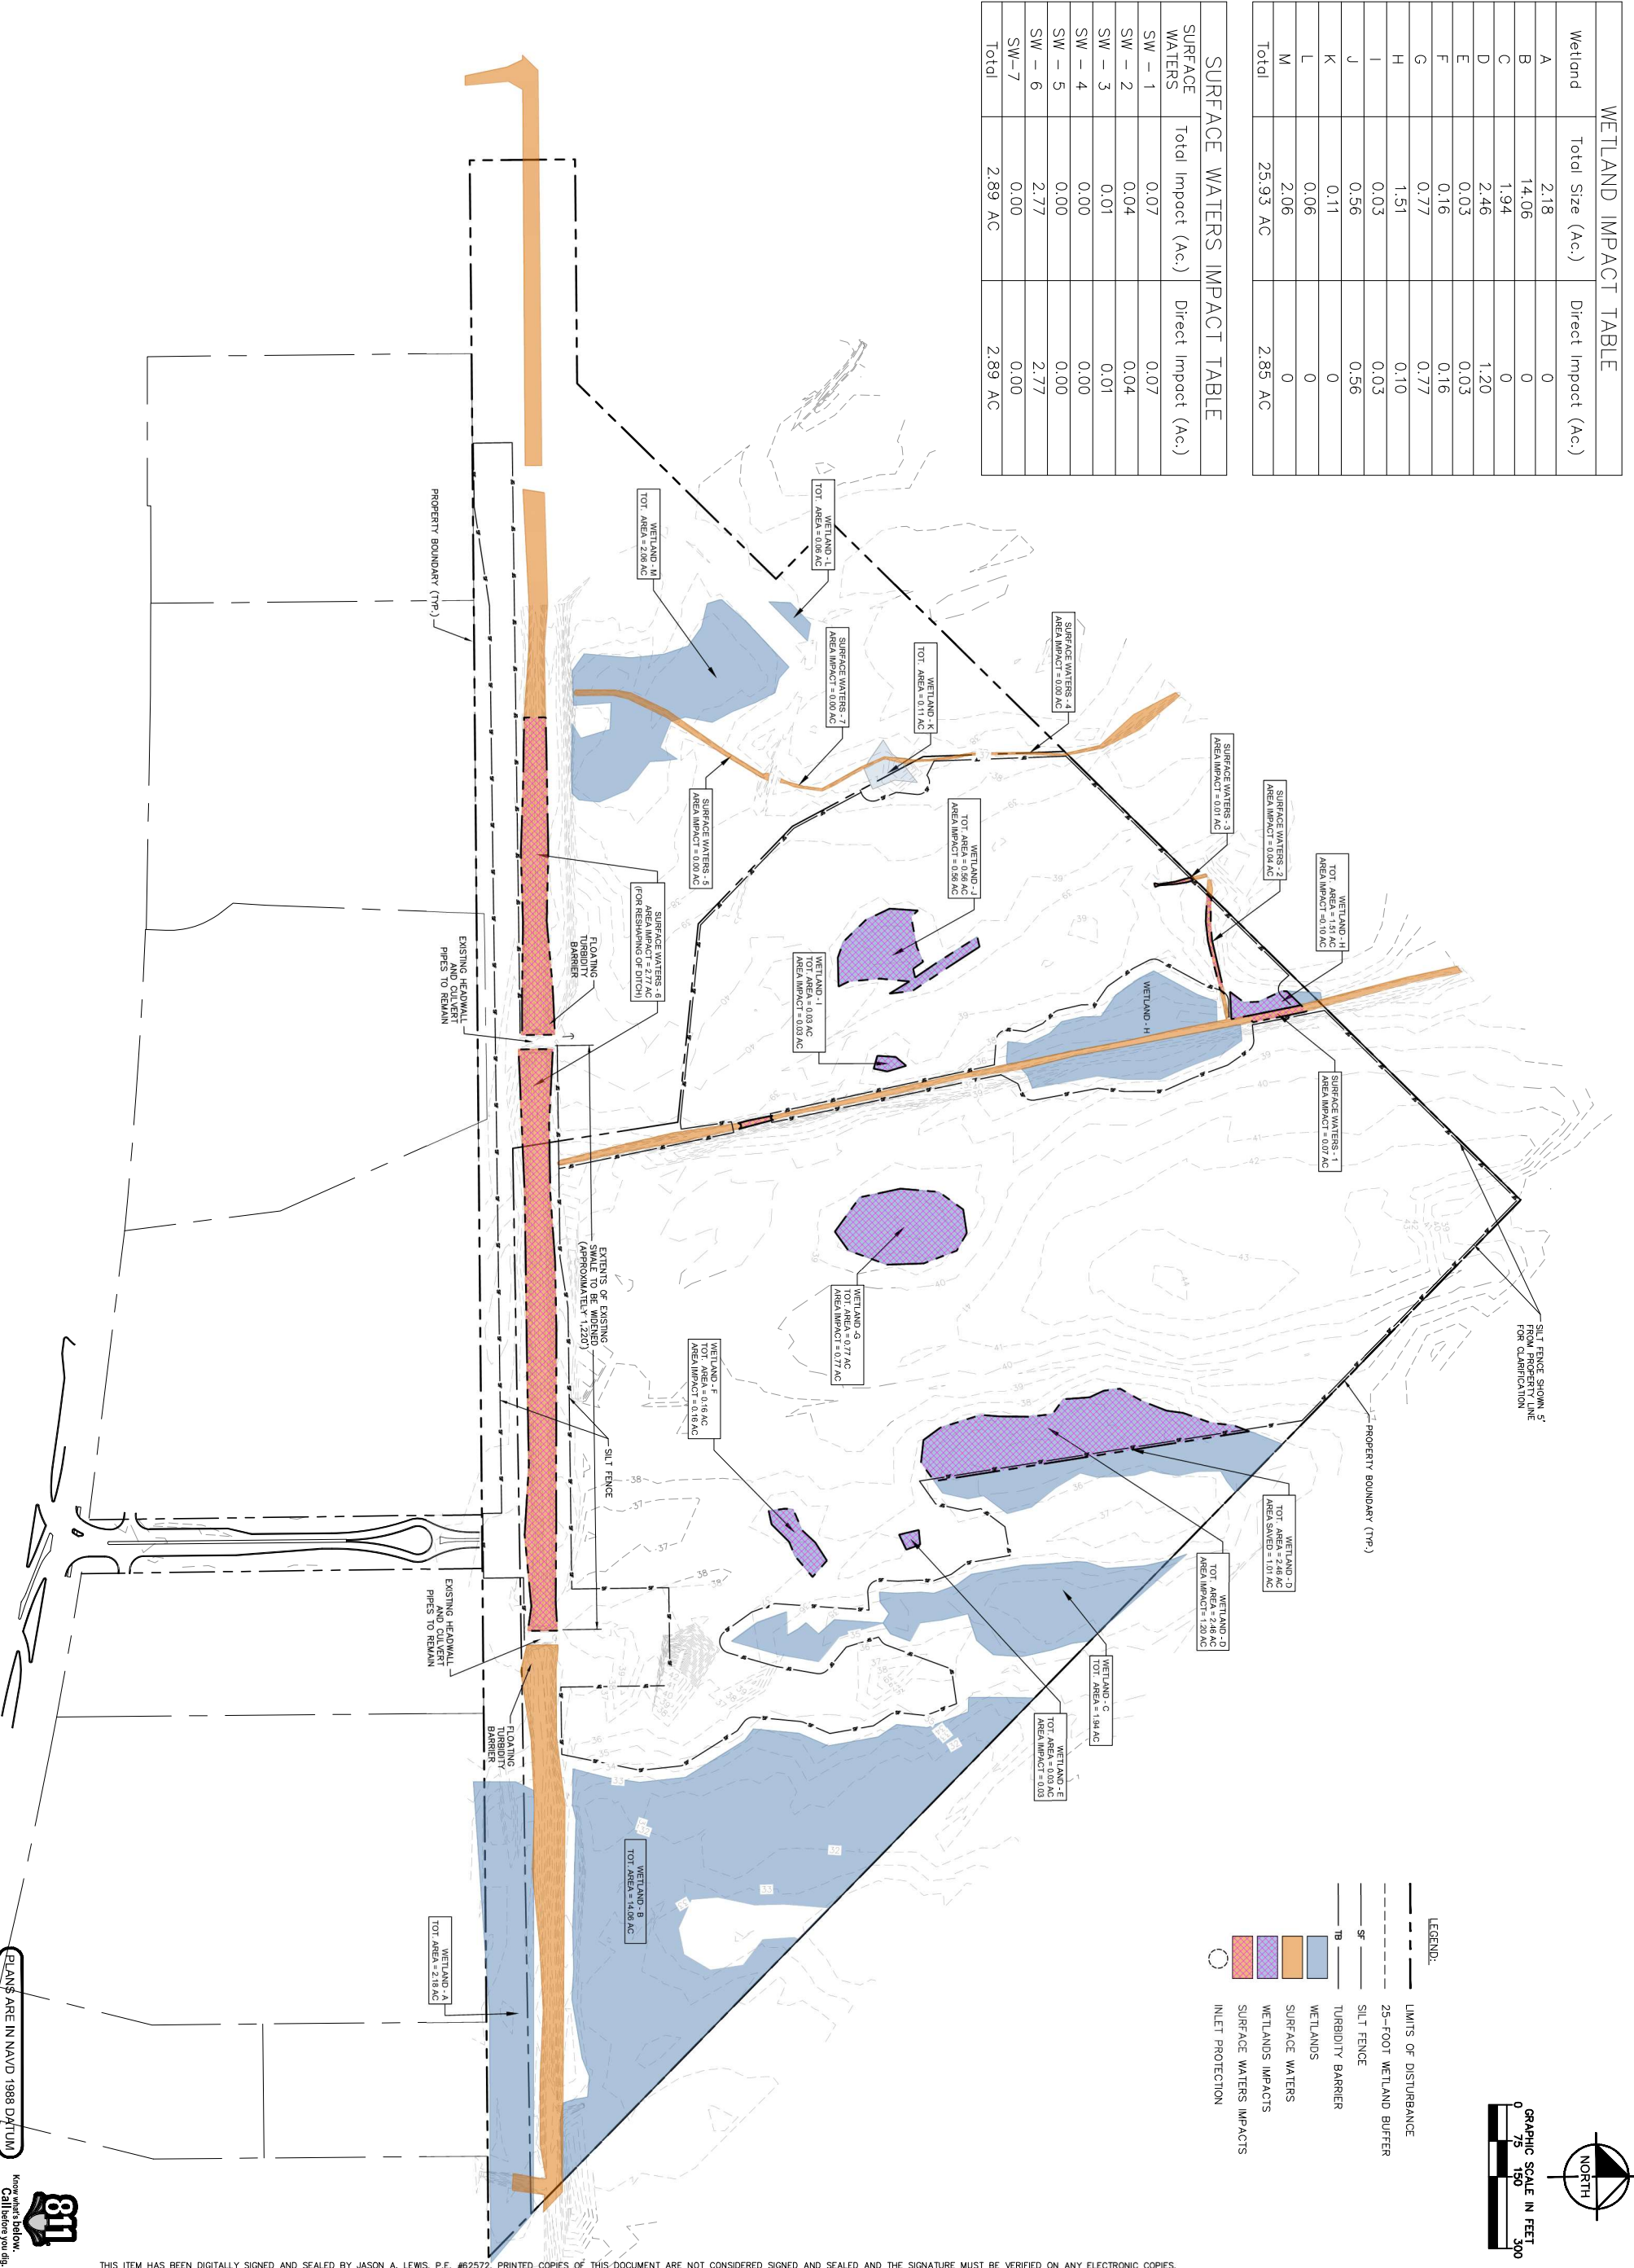 WETLAND IMPACT TABLE
Wetland Total Size (Ac.) Direct Impact (Ac.)
A 2.18 0
B 14.06 0
C 1.94 0
D 2.46 1.20
E 0.03 0.03
F 0.16 0.16
G 0.77 0.77
H 1.51 0.10
I 0.03 0.03
J 0.56 0.56
K 0.11 0
L 0.06 0
M 2.06 0
Total 25.93 AC 2.85 AC
SURFACE WATERS IMPACT TABLE
SURFACE WATERS Total Impact (Ac.) Direct Impact (Ac.)
SW - 1 0.07 0.07
SW - 2 0.04 0.04
SW - 3 0.01 0.01
SW - 4 0.00 0.00
SW - 5 0.00 0.00
SW - 6 2.77 2.77
SW-7 0.00 0.00
Total 2.89 AC 2.89 AC
NORTH
GRAPHIC SCALE IN FEET
0 75 150 300
LEGEND:
LIMITS OF DISTURBANCE
25-FOOT WETLAND BUFFER
SF SILT FENCE
TB TURBIDITY BARRIER
WETLANDS
SURFACE WATERS
WETLANDS IMPACTS
SURFACE WATERS IMPACTS
INLET PROTECTION
SILT FENCE SHOWN 5'
FROM PROPERTY LINE
FOR CLARIFICATION
PROPERTY BOUNDARY (TYP.)
WETLAND - H
TOT. AREA = 1.51 AC
AREA IMPACT =0.10 AC
SURFACE WATERS - 1
AREA IMPACT = 0.07 AC
SURFACE WATERS - 2
AREA IMPACT = 0.04 AC
SURFACE WATERS - 3
AREA IMPACT = 0.01 AC
WETLAND - H
WETLAND - D
TOT. AREA = 2.46 AC
AREA SAVED = 1.01 AC
WETLAND - D
TOT. AREA = 2.46 AC
AREA IMPACT= 1.20 AC
WETLAND - C
TOT. AREA = 1.94 AC
WETLAND - E
TOT. AREA = 0.03 AC
AREA IMPACT = 0.03
SURFACE WATERS - 4
AREA IMPACT = 0.00 AC
WETLAND - K
TOT. AREA = 0.11 AC
WETLAND - J
TOT. AREA = 0.56 AC
AREA IMPACT = 0.56 AC
WETLAND - L
TOT. AREA = 0.06 AC
SURFACE WATERS - 7
AREA IMPACT = 0.00 AC
WETLAND - I
TOT. AREA = 0.03 AC
AREA IMPACT = 0.03 AC
WETLAND -G
TOT. AREA = 0.77 AC
AREA IMPACT = 0.77 AC
WETLAND - M
TOT. AREA = 2.06 AC
SURFACE WATERS - 5
AREA IMPACT = 0.00 AC
WETLAND - F
TOT. AREA = 0.16 AC
AREA IMPACT = 0.16 AC
SURFACE WATERS - 6
AREA IMPACT = 2.77 AC
(FOR RESHAPING OF DITCH)
WETLAND - B
TOT. AREA = 14.06 AC
FLOATING
TURBIDITY
BARRIER
EXTENTS OF EXISTING
SWALE TO BE WIDENED
(APPROXIMATELY 1,220')
SILT FENCE
PROPERTY BOUNDARY (TYP.)
EXISTING HEADWALL
AND CULVERT
PIPES TO REMAIN
EXISTING HEADWALL
AND CULVERT
PIPES TO REMAIN
FLOATING
TURBIDITY
BARRIER
WETLAND - A
TOT. AREA = 2.18 AC
PLANS ARE IN NAVD 1988 DATUM
811
Know what's below.
Call before you dig.
THIS ITEM HAS BEEN DIGITALLY SIGNED AND SEALED BY JASON A. LEWIS, P.E. #62572. PRINTED COPIES OF THIS DOCUMENT ARE NOT CONSIDERED SIGNED AND SEALED AND THE SIGNATURE MUST BE VERIFIED ON ANY ELECTRONIC COPIES.